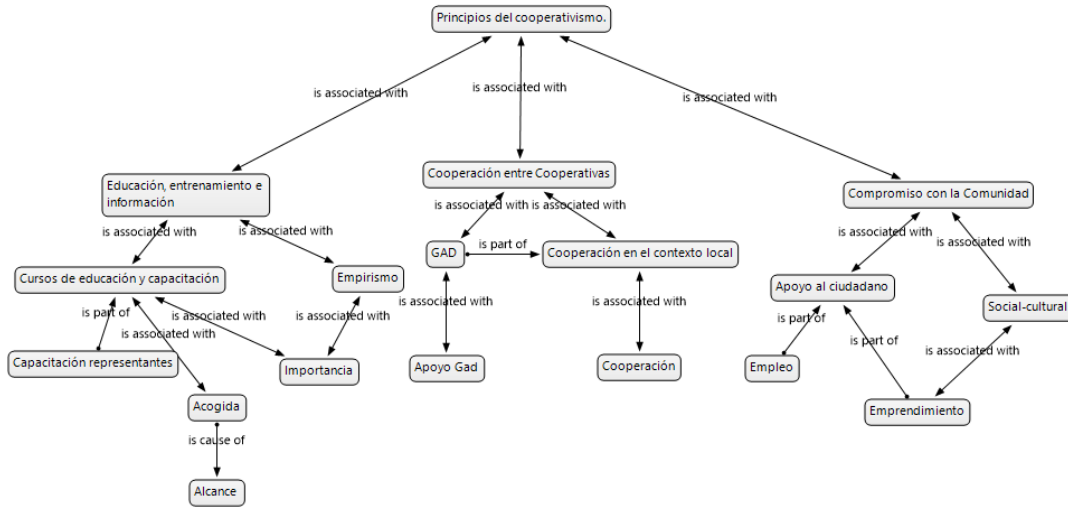 Principios del cooperativismo.
is associated with
is associated with
is associated with
Educación, entrenamiento e
información
Cooperación entre Cooperativas
Compromiso con la Comunidad
is associated with
is associated with
is associated with
is associated with
is associated with
is associated with
Cursos de educación y capacitación
Empirismo
GAD
is part of
Cooperación en el contexto local
Apoyo al ciudadano
Social-cultural
is part of
is associated with
is associated with
is associated with
is associated with
is associated with
is part of
is part of
is associated with
Capacitación representantes
Importancia
Apoyo Gad
Cooperación
Empleo
Acogida
Emprendimiento
is cause of
Alcance